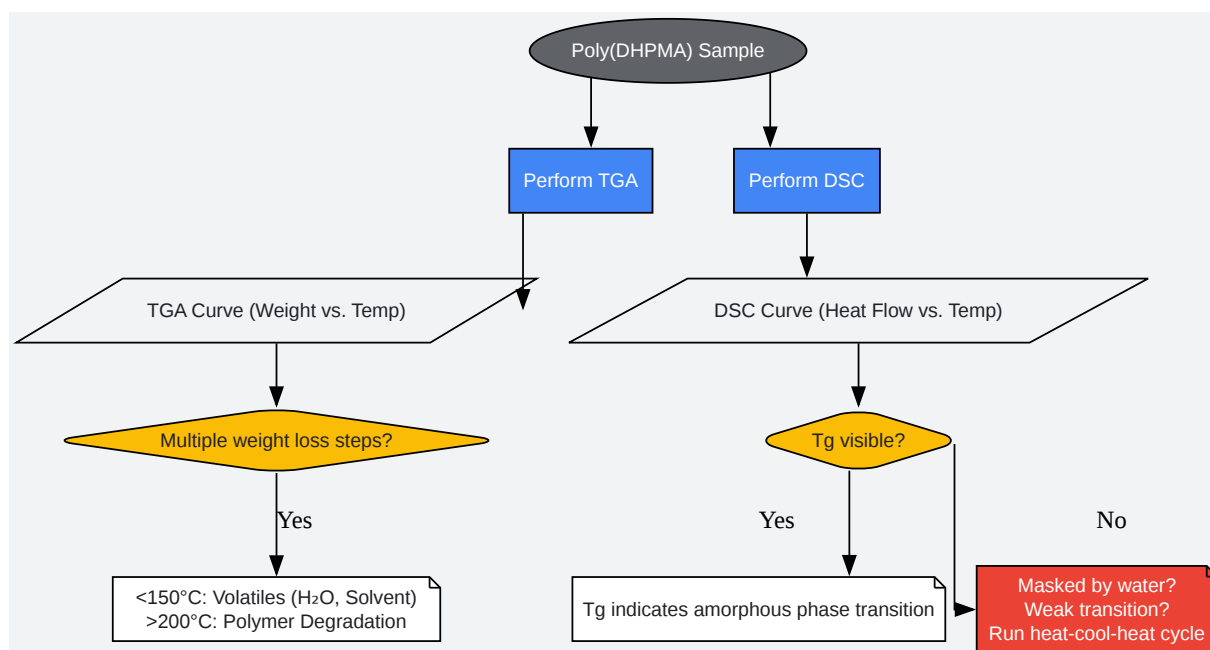 Poly(DHPMA) Sample
Perform TGA
Perform DSC
TGA Curve (Weight vs. Temp)
DSC Curve (Heat Flow vs. Temp)
Multiple weight loss steps?
Tg visible?
Yes
Yes
No
<150°C: Volatiles (H₂O, Solvent)
>200°C: Polymer Degradation
Tg indicates amorphous phase transition
Masked by water?
Weak transition?
Run heat-cool-heat cycle